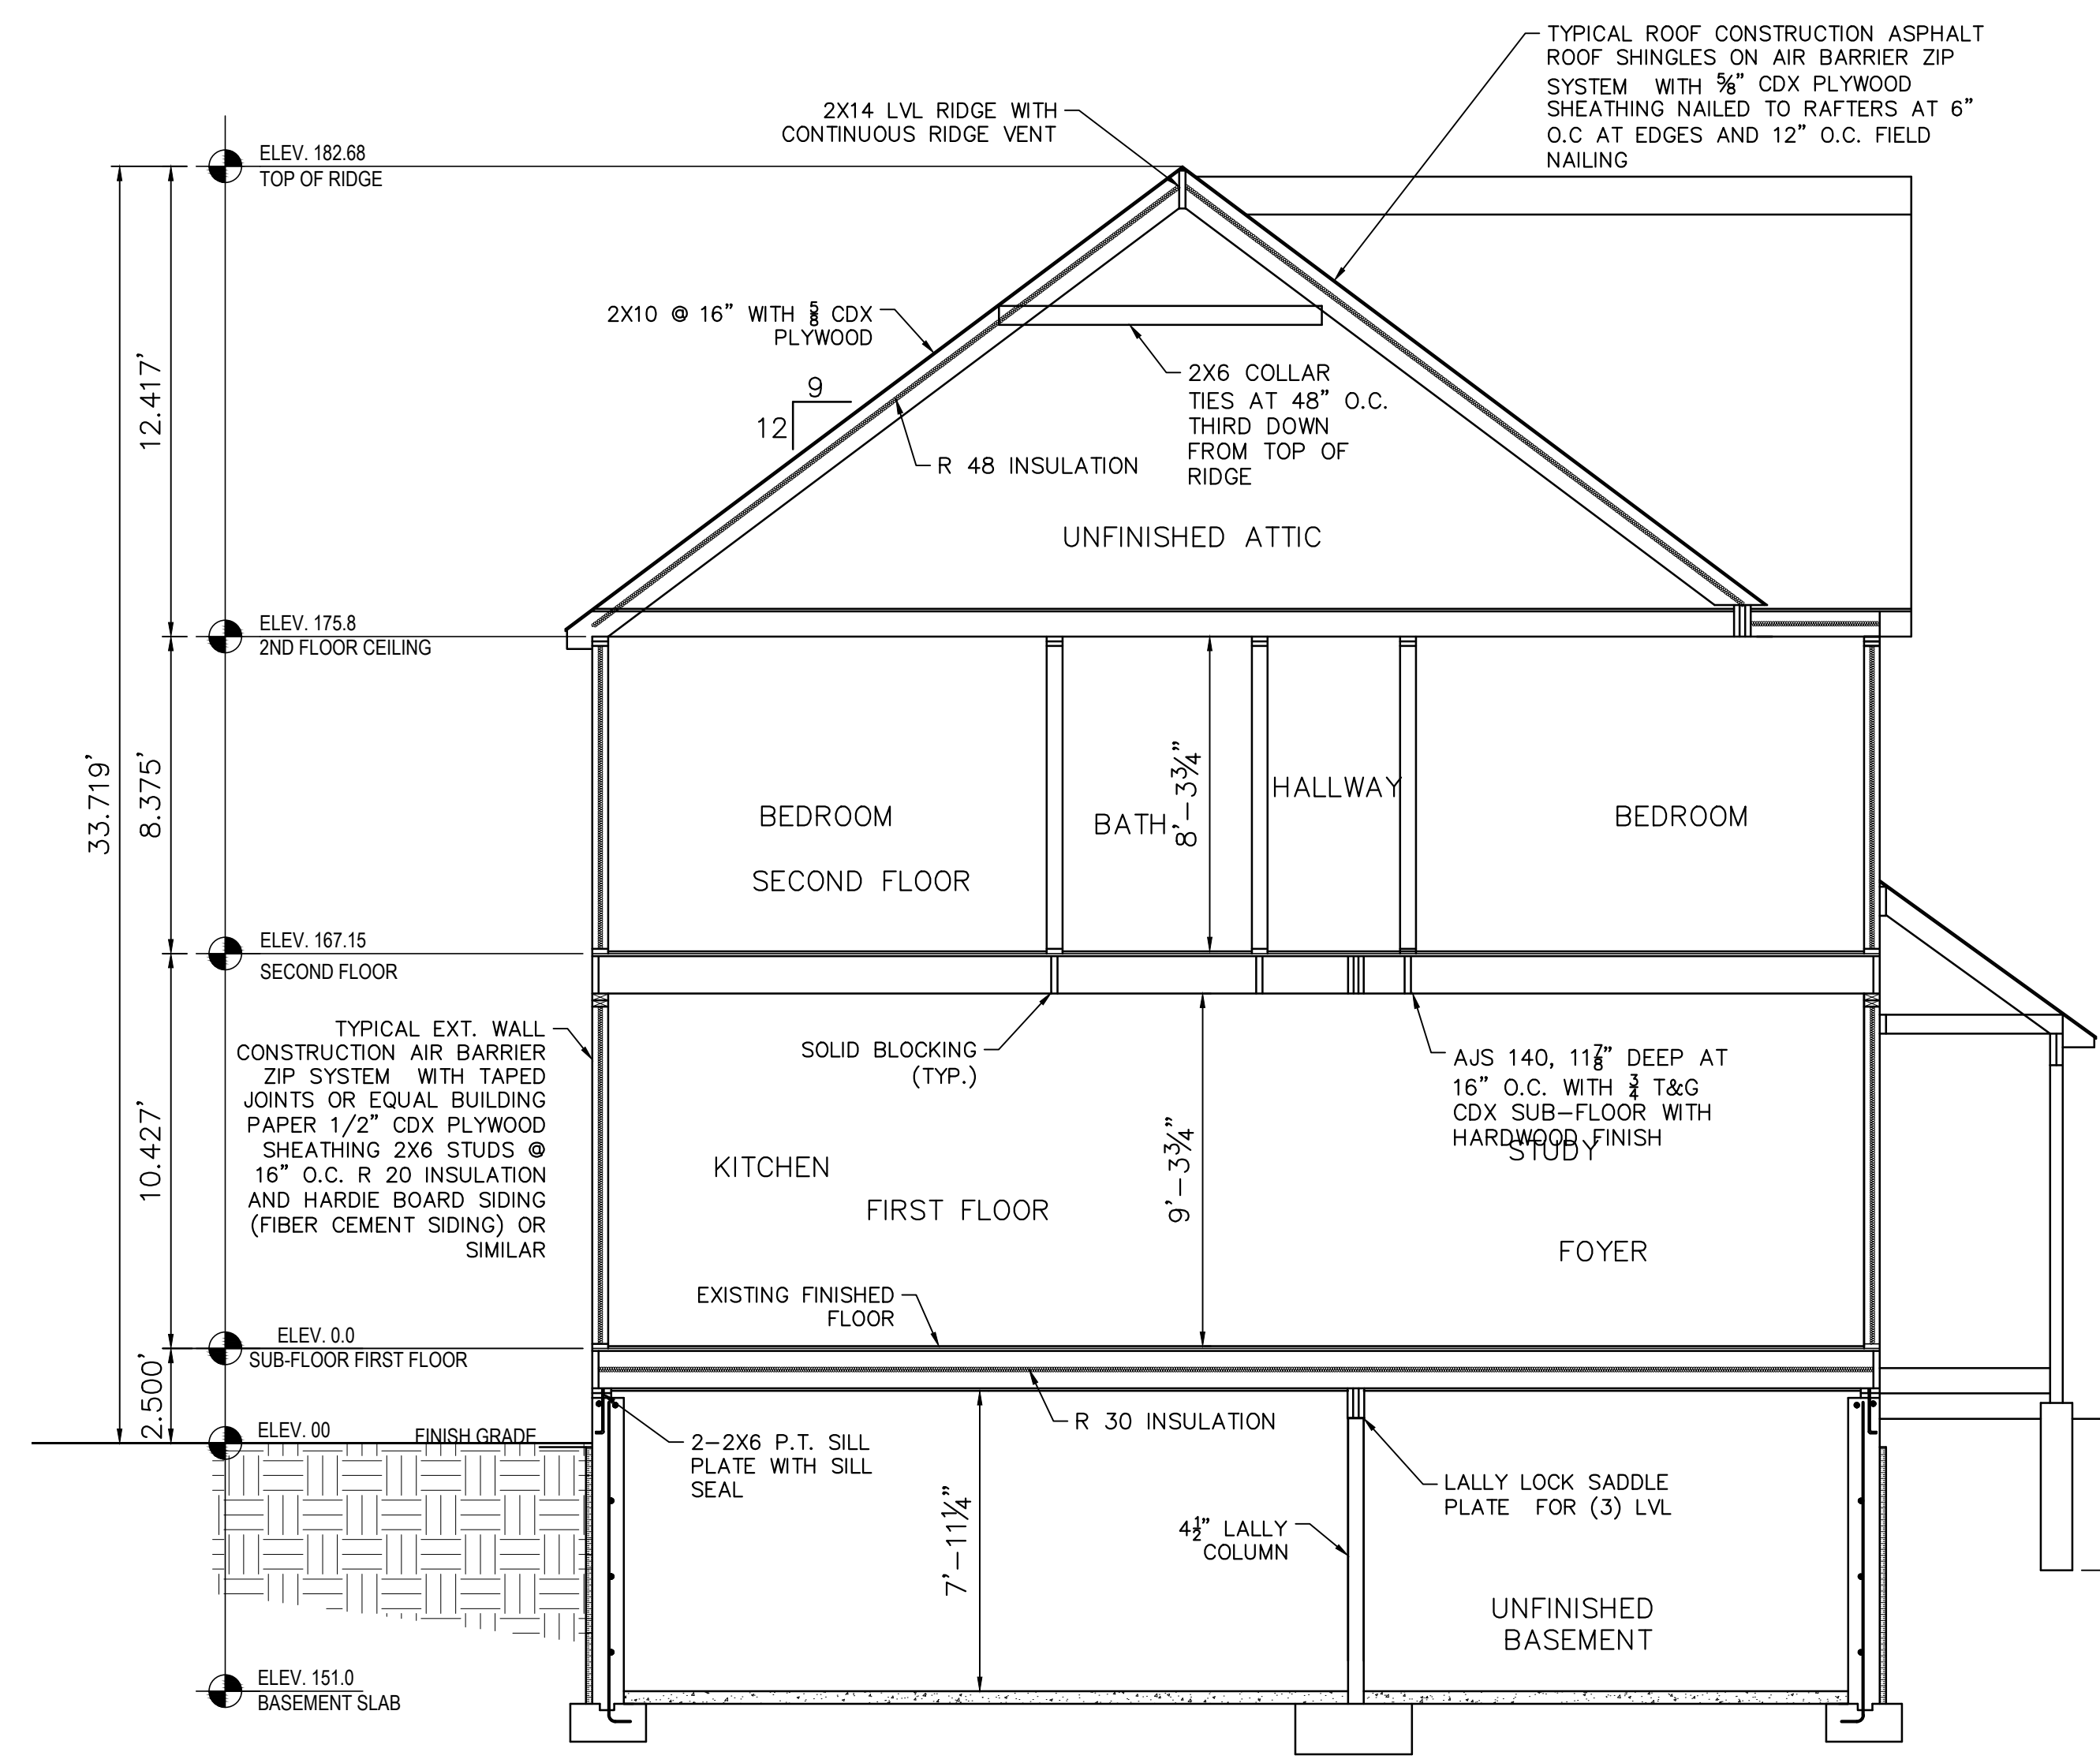 TYPICAL ROOF CONSTRUCTION ASPHALT
ROOF SHINGLES ON AIR BARRIER ZIP
SYSTEM WITH ⅝" CDX PLYWOOD
SHEATHING NAILED TO RAFTERS AT 6"
O.C AT EDGES AND 12" O.C. FIELD
NAILING
2X14 LVL RIDGE WITH
CONTINUOUS RIDGE VENT
ELEV. 182.68
TOP OF RIDGE
2X10 @ 16" WITH ⅝ CDX
PLYWOOD
9
12
12.417'
2X6 COLLAR
TIES AT 48" O.C.
THIRD DOWN
FROM TOP OF
RIDGE
R 48 INSULATION
UNFINISHED ATTIC
ELEV. 175.8
2ND FLOOR CEILING
33.719'
8.375'
BEDROOM
BATH
8'-3¾"
HALLWAY
BEDROOM
SECOND FLOOR
ELEV. 167.15
SECOND FLOOR
TYPICAL EXT. WALL
CONSTRUCTION AIR BARRIER
ZIP SYSTEM WITH TAPED
JOINTS OR EQUAL BUILDING
PAPER 1/2" CDX PLYWOOD
SHEATHING 2X6 STUDS @
16" O.C. R 20 INSULATION
AND HARDIE BOARD SIDING
(FIBER CEMENT SIDING) OR
SIMILAR
10.427'
SOLID BLOCKING
(TYP.)
AJS 140, 11⅞" DEEP AT
16" O.C. WITH ¾ T&G
CDX SUB-FLOOR WITH
HARDWOOD FINISH
STUDY
KITCHEN
9'-3¾"
FIRST FLOOR
FOYER
EXISTING FINISHED
FLOOR
ELEV. 0.0
SUB-FLOOR FIRST FLOOR
2.500'
ELEV. 00
FINISH GRADE
R 30 INSULATION
2-2X6 P.T. SILL
PLATE WITH SILL
SEAL
LALLY LOCK SADDLE
PLATE FOR (3) LVL
4½" LALLY
COLUMN
7'-11¼"
UNFINISHED
BASEMENT
ELEV. 151.0
BASEMENT SLAB